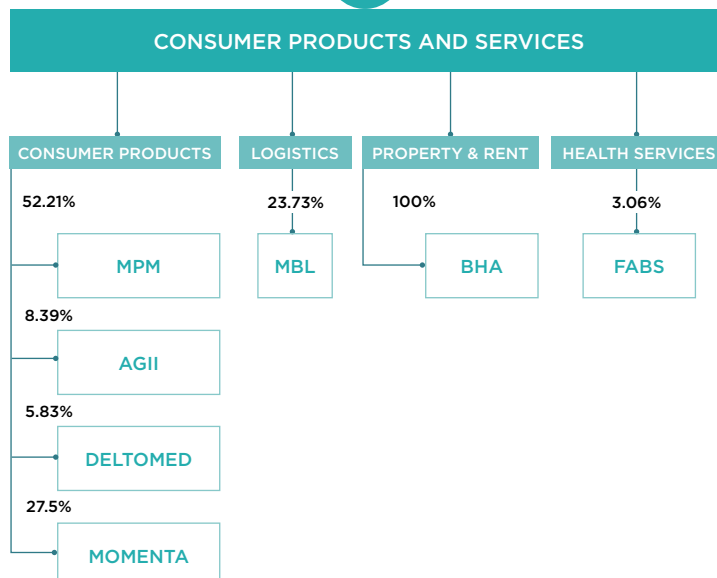 CONSUMER PRODUCTS AND SERVICES
CONSUMER PRODUCTS
LOGISTICS
PROPERTY & RENT
HEALTH SERVICES
52.21%
23.73%
100%
3.06%
MPM
MBL
BHA
FABS
8.39%
AGII
5.83%
DELTOMED
27.5%
MOMENTA